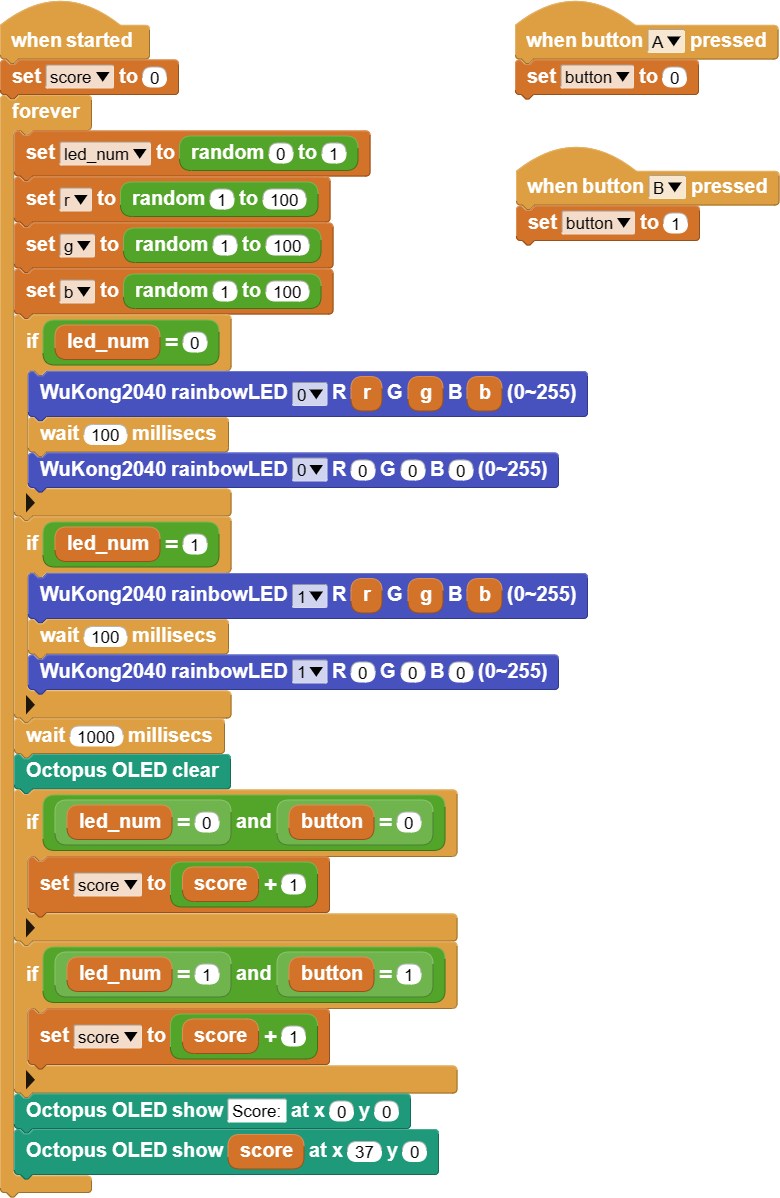 when started
set score ▼ to 0
forever
set led_num ▼ to random 0 to 1
set r ▼ to random 1 to 100
set g ▼ to random 1 to 100
set b ▼ to random 1 to 100
if led_num = 0
WuKong2040 rainbowLED 0 ▼ R r G g B b (0~255)
wait 100 millisecs
WuKong2040 rainbowLED 0 ▼ R 0 G 0 B 0 (0~255)
if led_num = 1
WuKong2040 rainbowLED 1 ▼ R r G g B b (0~255)
wait 100 millisecs
WuKong2040 rainbowLED 1 ▼ R 0 G 0 B 0 (0~255)
wait 1000 millisecs
Octopus OLED clear
if led_num = 0 and button = 0
set score ▼ to score + 1
if led_num = 1 and button = 1
set score ▼ to score + 1
Octopus OLED show Score: at x 0 y 0
Octopus OLED show score at x 37 y 0
when button A ▼ pressed
set button ▼ to 0
when button B ▼ pressed
set button ▼ to 1